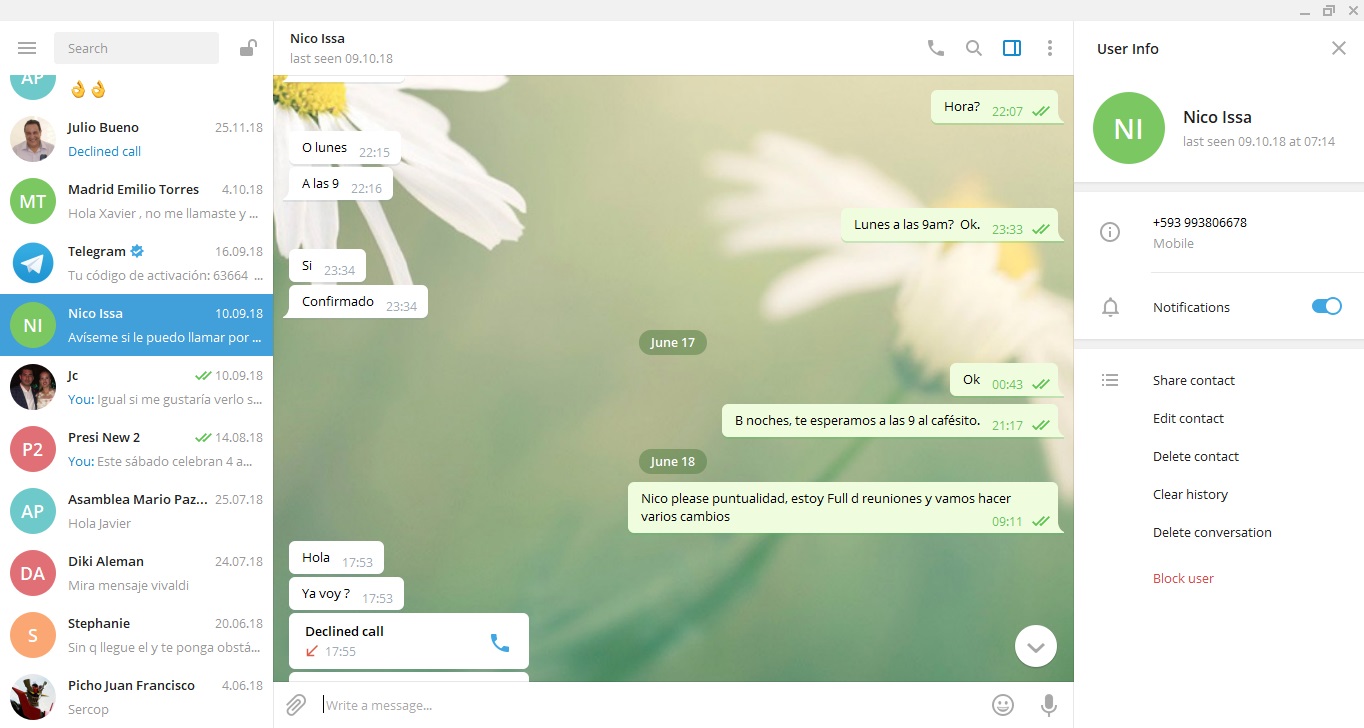 Search
AP
👌👌
Julio Bueno 25.11.18
Declined call
MT
Madrid Emilio Torres 4.10.18
Hola Xavier , no me llamaste y ...
Telegram 16.09.18
Tu código de activación: 63664 ...
NI
Nico Issa 10.09.18
Avíseme si le puedo llamar por ...
Jc 10.09.18
You: Igual si me gustaría verlo s...
P2
Presi New 2 14.08.18
You: Este sábado celebran 4 a...
AP
Asamblea Mario Paz... 25.07.18
Hola Javier
DA
Diki Aleman 24.07.18
Mira mensaje vivaldi
S
Stephanie 20.06.18
Sin q llegue el y te ponga obstá...
Picho Juan Francisco 4.06.18
Sercop
Nico Issa
last seen 09.10.18
Hora? 22:07
O lunes 22:15
A las 9 22:16
Lunes a las 9am? Ok. 23:33
Si 23:34
Confirmado 23:34
June 17
Ok 00:43
B noches, te esperamos a las 9 al cafésito. 21:17
June 18
Nico please puntualidad, estoy Full d reuniones y vamos hacer
varios cambios
09:11
Hola 17:53
Ya voy ? 17:53
Declined call
17:55
Write a message...
User Info
NI
Nico Issa
last seen 09.10.18 at 07:14
+593 993806678
Mobile
Notifications
Share contact
Edit contact
Delete contact
Clear history
Delete conversation
Block user